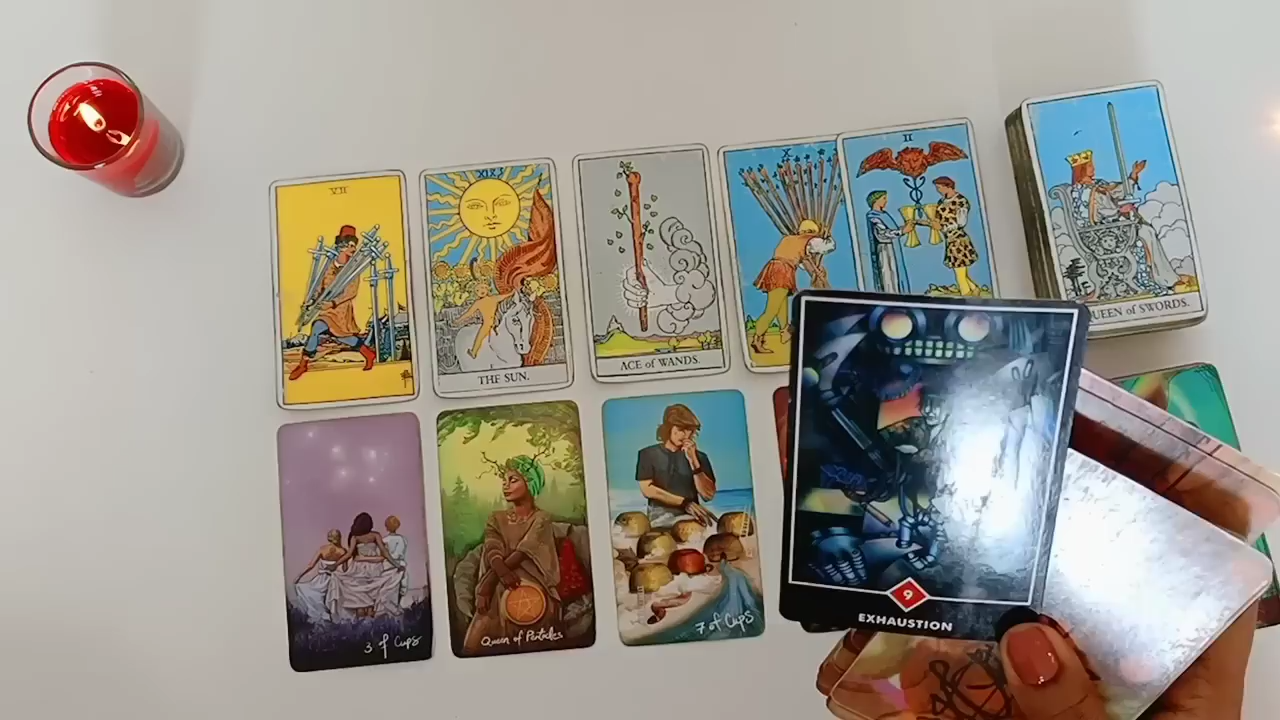 VII
XIX
X
II
THE SUN.
ACE of WANDS.
QUEEN of SWORDS.
3 of Cups
Queen of Pentacles
7 of Cups
9
EXHAUSTION